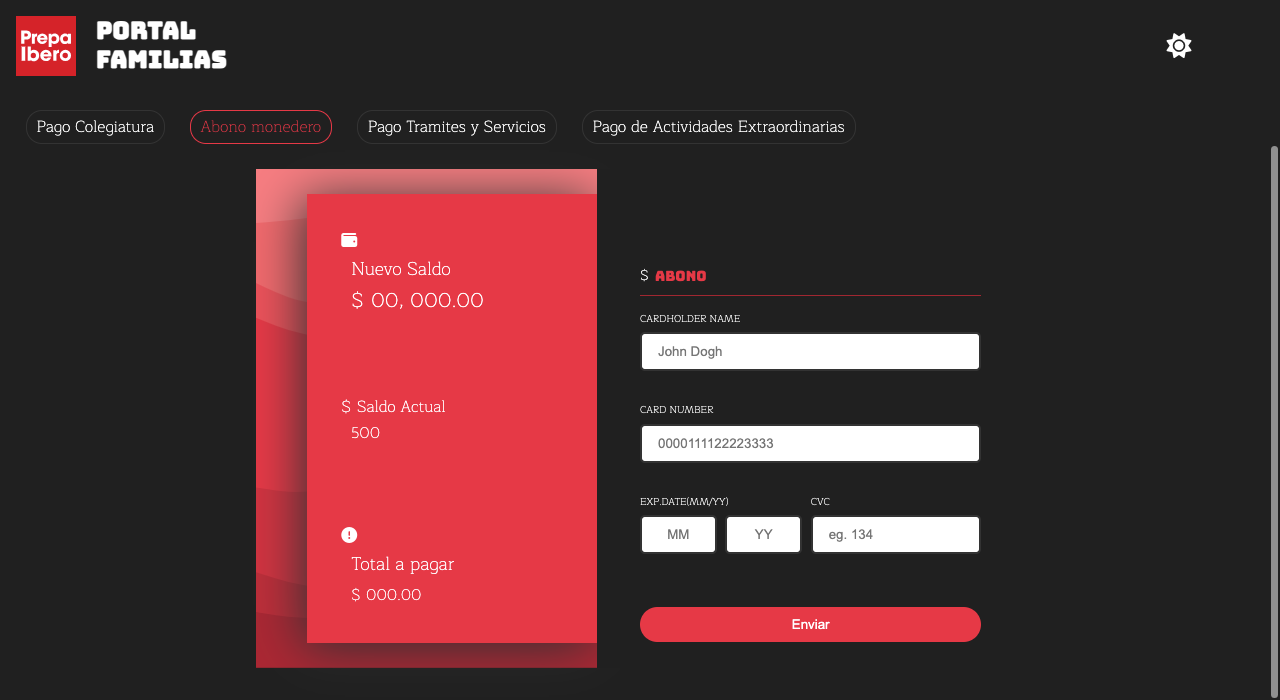 Prepa
Ibero
PORTAL
FAMILIAS
Pago Colegiatura
Abono monedero
Pago Tramites y Servicios
Pago de Actividades Extraordinarias
Nuevo Saldo
$ 00, 000.00
$ Saldo Actual
500
Total a pagar
$ 000.00
$ ABONO
CARDHOLDER NAME
John Dogh
CARD NUMBER
0000111122223333
EXP.DATE(MM/YY) CVC
MM YY eg. 134
Enviar